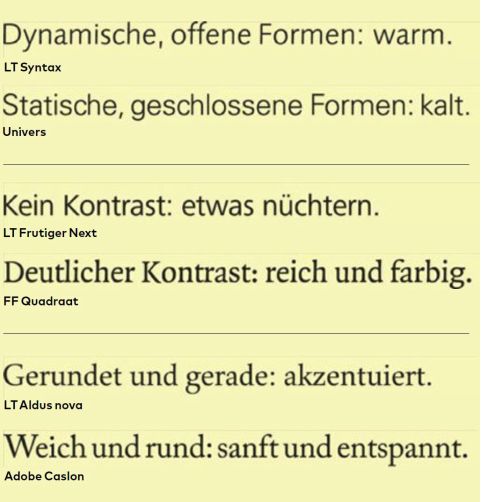 Dynamische, offene Formen: warm.
LT Syntax
Statische, geschlossene Formen: kalt.
Univers
Kein Kontrast: etwas nüchtern.
LT Frutiger Next
Deutlicher Kontrast: reich und farbig.
FF Quadraat
Gerundet und gerade: akzentuiert.
LT Aldus nova
Weich und rund: sanft und entspannt.
Adobe Caslon